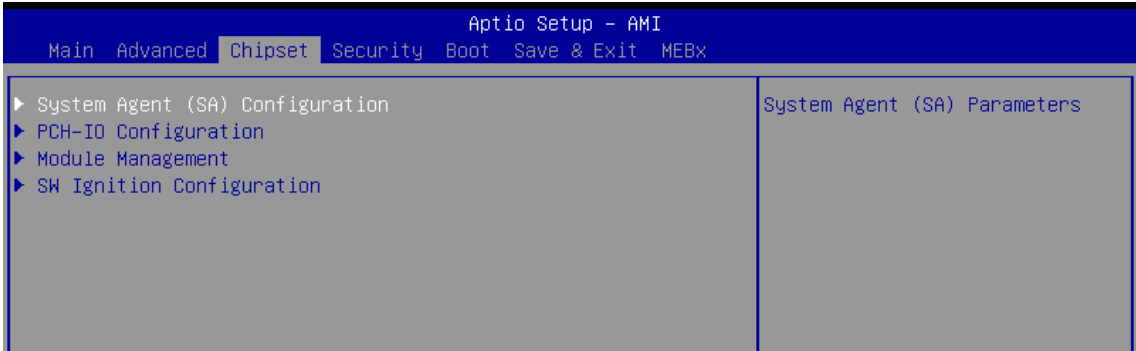 Aptio Setup – AMI
Main Advanced Chipset Security Boot Save & Exit MEBx
System Agent (SA) Configuration
System Agent (SA) Parameters
PCH-IO Configuration
Module Management
SW Ignition Configuration